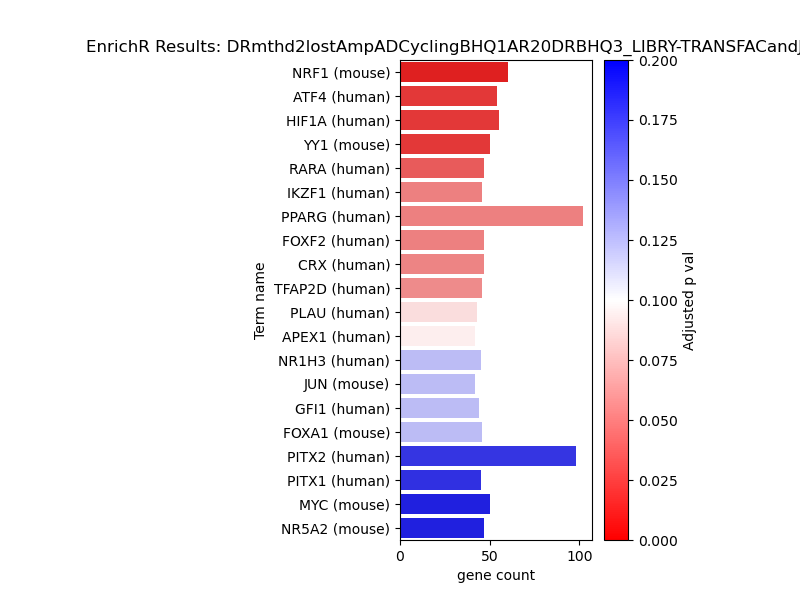 EnrichR Results: DRmthd2lostAmpADCyclingBHQ1AR20DRBHQ3_LIBRY-TRANSFACandJ
NRF1 (mouse)
ATF4 (human)
HIF1A (human)
YY1 (mouse)
RARA (human)
IKZF1 (human)
PPARG (human)
FOXF2 (human)
CRX (human)
TFAP2D (human)
PLAU (human)
APEX1 (human)
NR1H3 (human)
JUN (mouse)
GFI1 (human)
FOXA1 (mouse)
PITX2 (human)
PITX1 (human)
MYC (mouse)
NR5A2 (mouse)
Term name
0 50 100
gene count
0.200
0.175
0.150
0.125
0.100
0.075
0.050
0.025
0.000
Adjusted p val